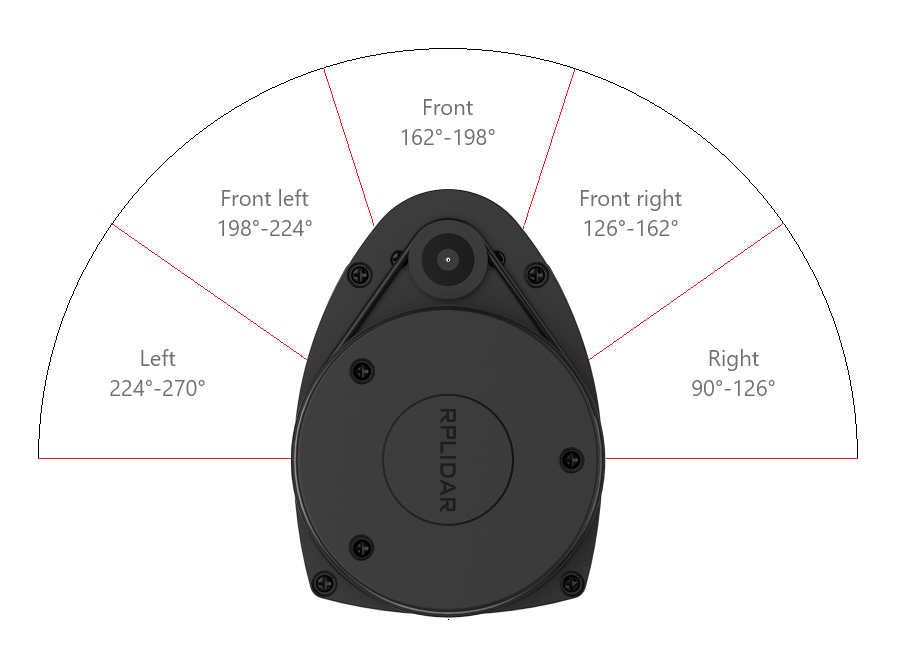 Front
162°-198°
Front left
198°-224°
Front right
126°-162°
Left
224°-270°
Right
90°-126°
RPLIDAR